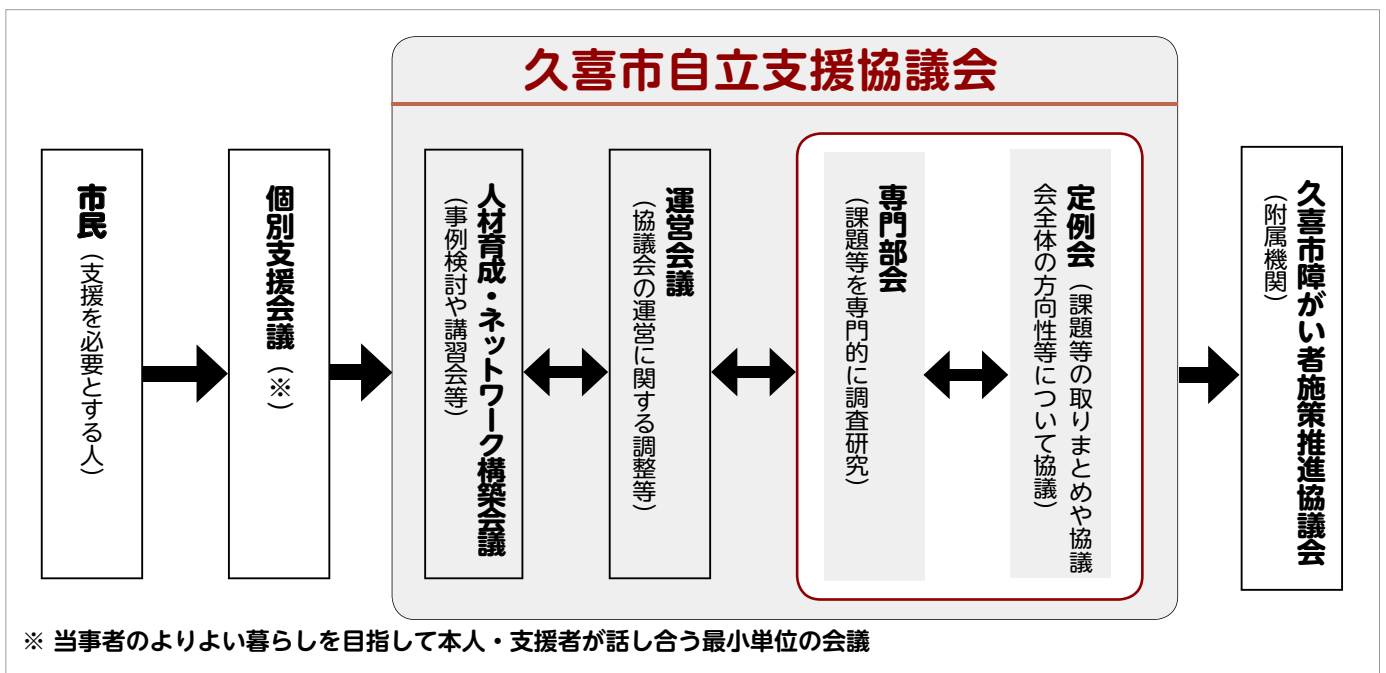 久喜市自立支援協議会
市民（支援を必要とする人）
個別支援会議（※）
人材育成・ネットワーク構築会議
（事例検討や講習会等）
運営会議
（協議会の運営に関する調整等）
専門部会
（課題等を専門的に調査研究）
定例会（課題等の取りまとめや協議
会全体の方向性等について協議）
久喜市障がい者施策推進協議会
（附属機関）
※ 当事者のよりよい暮らしを目指して本人・支援者が話し合う最小単位の会議